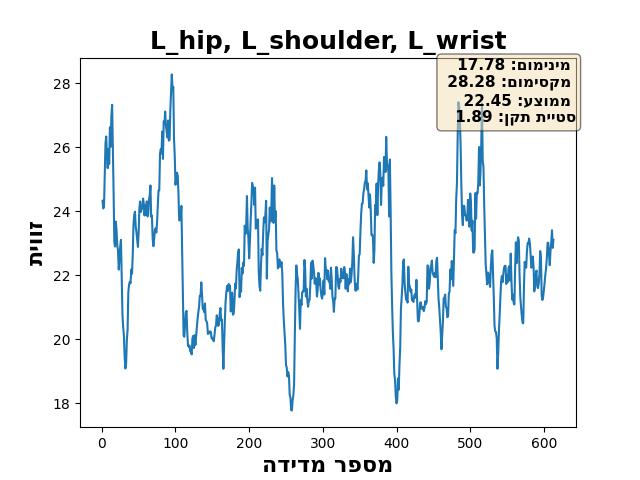 L_hip, L_shoulder, L_wrist
מינימום: 17.78
מקסימום: 28.28
ממוצע: 22.45
סטיית תקן: 1.89
זווית
28
26
24
22
20
18
0 100 200 300 400 500 600
מספר מדידה